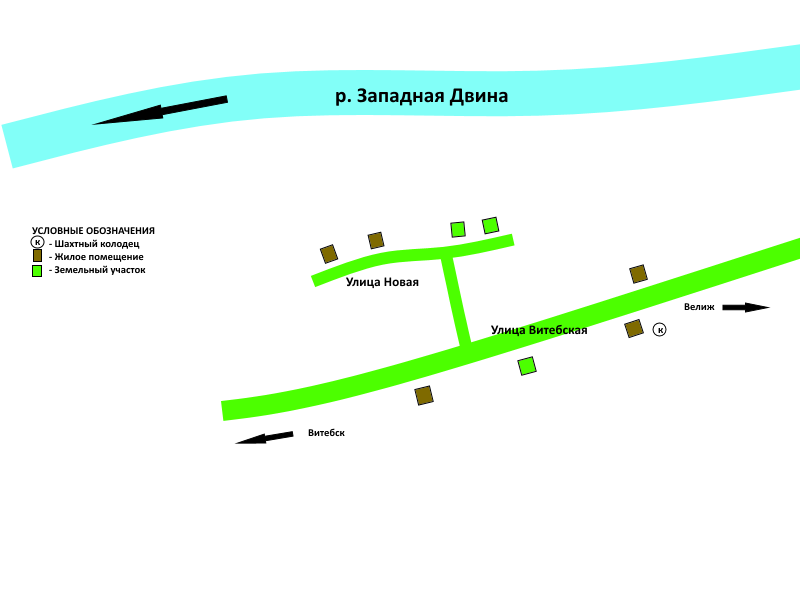 р. Западная Двина
УСЛОВНЫЕ ОБОЗНАЧЕНИЯ
к - Шахтный колодец
- Жилое помещение
- Земельный участок
Улица Новая
Велиж
Улица Витебская
к
Витебск